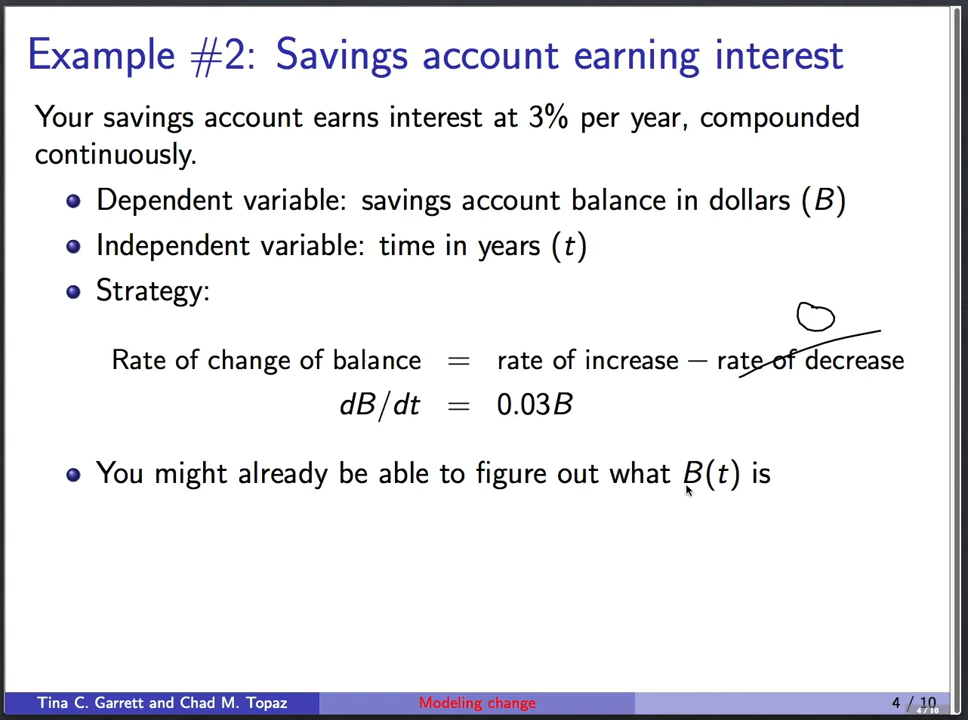 Example #2: Savings account earning interest
Your savings account earns interest at 3% per year, compounded
continuously.
Dependent variable: savings account balance in dollars (B)
Independent variable: time in years (t)
Strategy:
0
Rate of change of balance = rate of increase − rate of decrease
dB/dt = 0.03B
You might already be able to figure out what B(t) is
Tina C. Garrett and Chad M. Topaz Modeling change 4 / 10
4 / 10